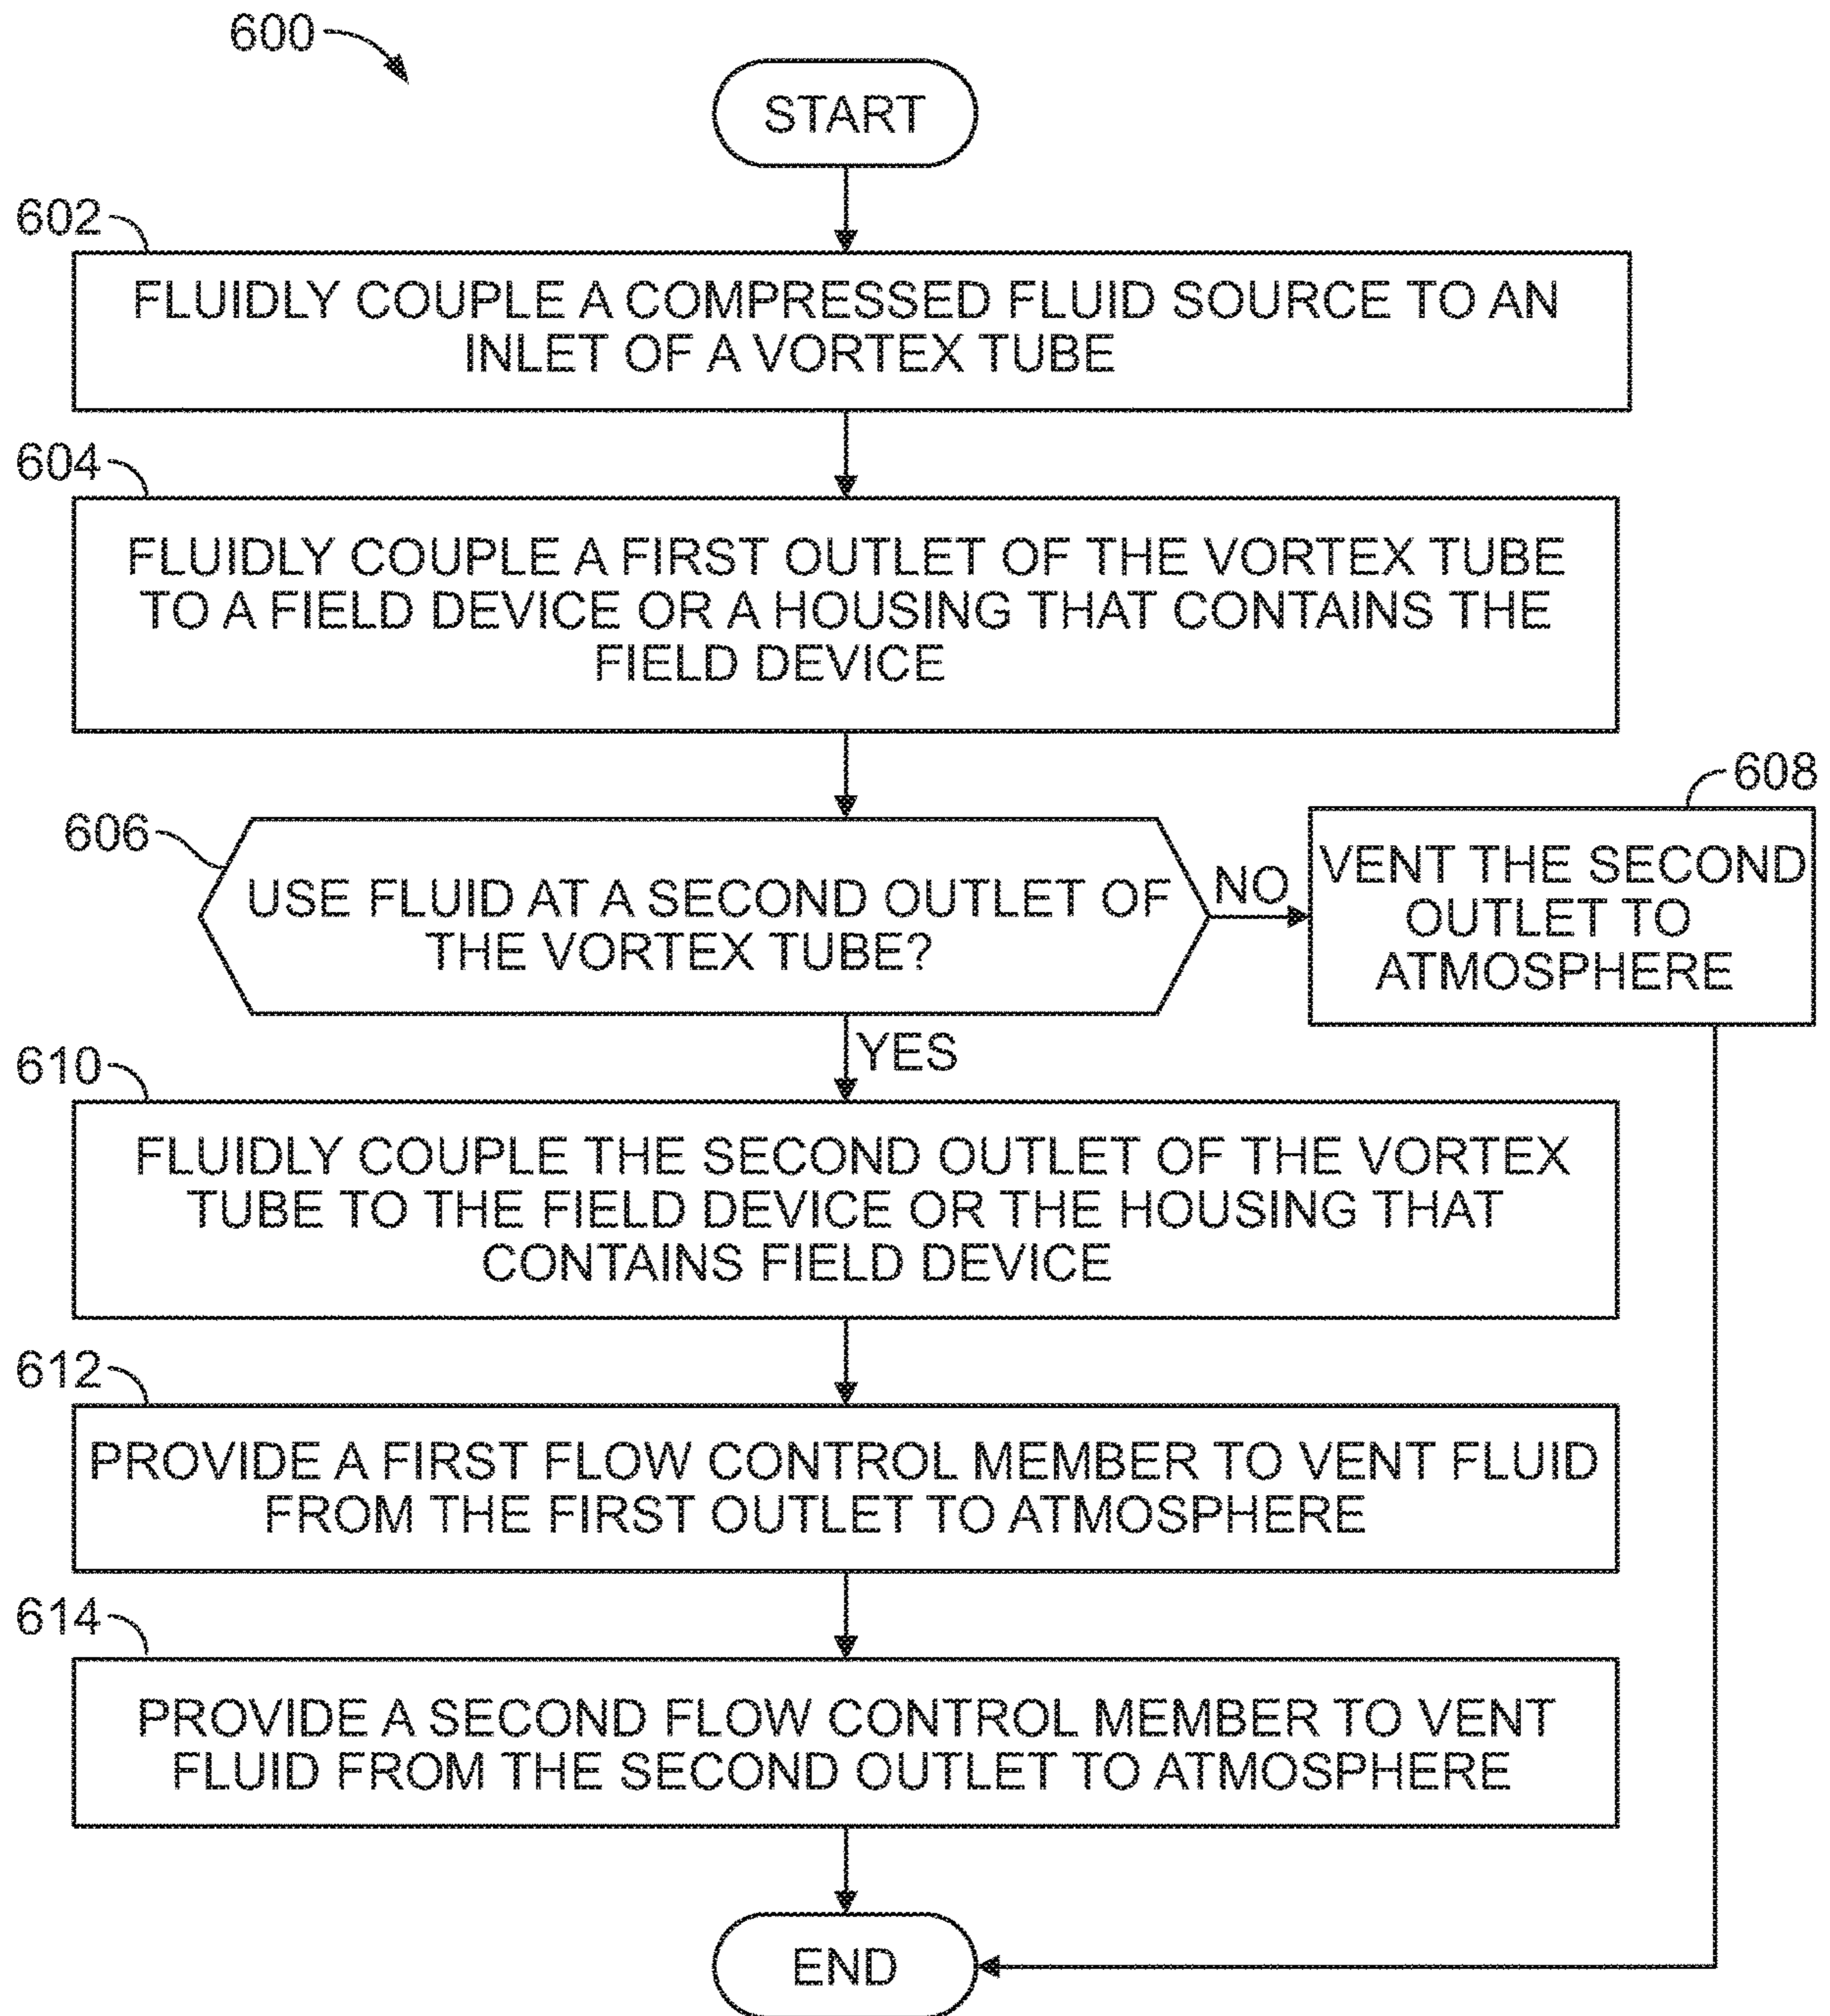 600
START
602
FLUIDLY COUPLE A COMPRESSED FLUID SOURCE TO AN
INLET OF A VORTEX TUBE
604
FLUIDLY COUPLE A FIRST OUTLET OF THE VORTEX TUBE
TO A FIELD DEVICE OR A HOUSING THAT CONTAINS THE
FIELD DEVICE
606
USE FLUID AT A SECOND OUTLET OF
THE VORTEX TUBE?
NO
608
VENT THE SECOND
OUTLET TO
ATMOSPHERE
YES
610
FLUIDLY COUPLE THE SECOND OUTLET OF THE VORTEX
TUBE TO THE FIELD DEVICE OR THE HOUSING THAT
CONTAINS FIELD DEVICE
612
PROVIDE A FIRST FLOW CONTROL MEMBER TO VENT FLUID
FROM THE FIRST OUTLET TO ATMOSPHERE
614
PROVIDE A SECOND FLOW CONTROL MEMBER TO VENT
FLUID FROM THE SECOND OUTLET TO ATMOSPHERE
END